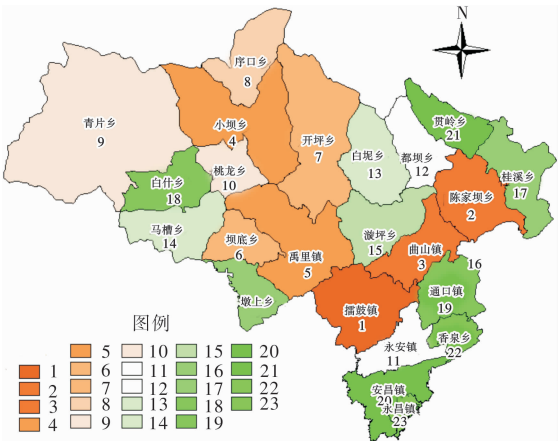 N
序口乡
8
青片乡
9
小坝乡
4
开坪乡
7
贯岭乡
21
白坭乡
13
都坝乡
12
桂溪乡
17
桃龙乡
10
白什乡
18
陈家坝乡
2
马槽乡
14
坝底乡
6
禹里镇
5
漩坪乡
15
曲山镇
3
16
墩上乡
通口镇
19
擂鼓镇
1
香泉乡
22
永安镇
11
安昌镇
20
永昌镇
23
图例
1
2
3
4
5
6
7
8
9
10
11
12
13
14
15
16
17
18
19
20
21
22
23